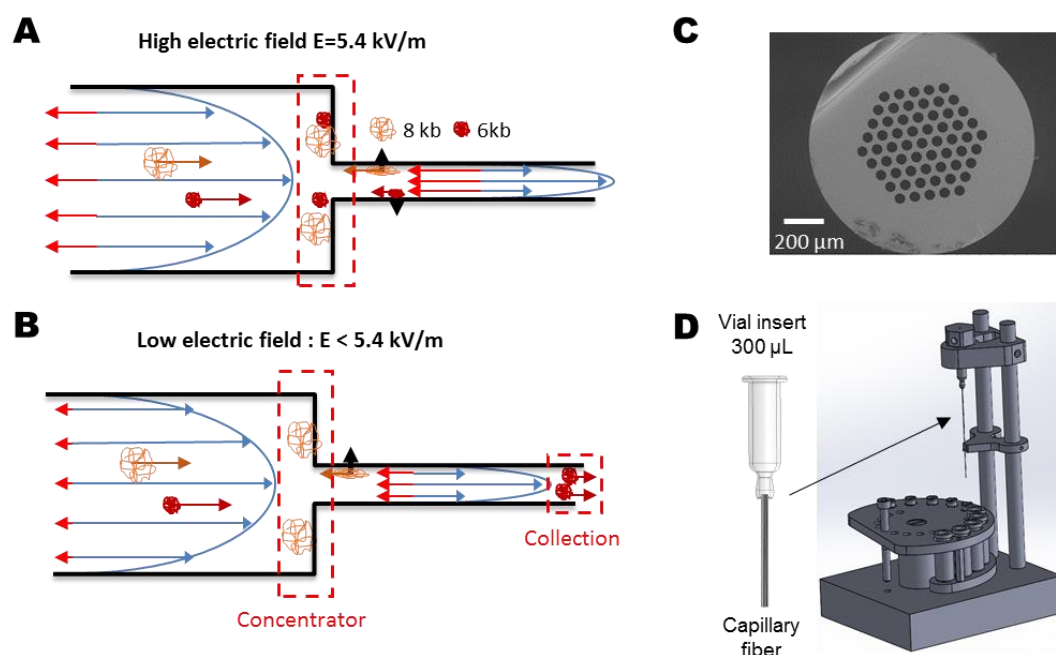 A
High electric field E=5.4 kV/m
8 kb
6kb
B
Low electric field : E < 5.4 kV/m
Collection
Concentrator
C
200 µm
D
Vial insert
300 µL
Capillary
fiber